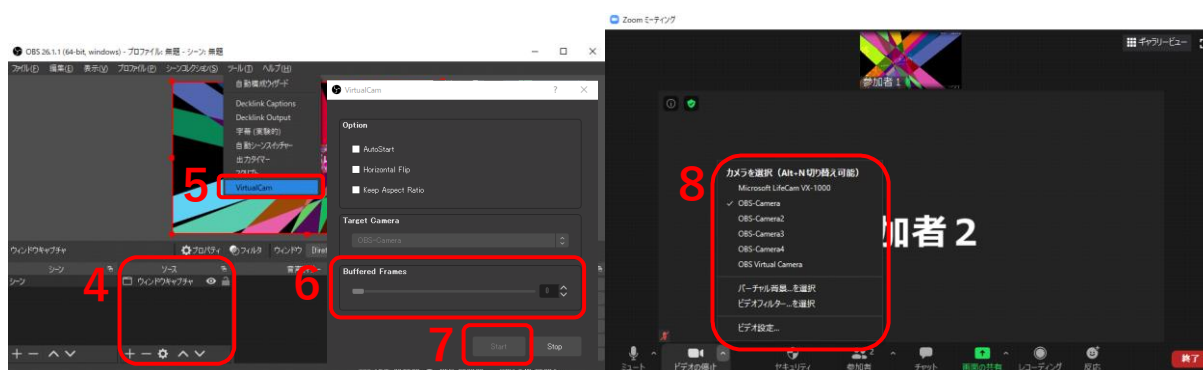 OBS 26.1.1 (64-bit, windows) - プロファイル: 無題 - シーン: 無題
ファイル(F) 編集(E) 表示(V) プロファイル(P) シーンコレクション(S) ツール(T) ヘルプ(H)
自動構成ウィザード
Decklink Captions
Decklink Output
字幕 (実験的)
自動シーンスイッチャー
出力タイマー
スクリプト
VirtualCam
5
ウィンドウキャプチャ
プロパティ
フィルタ
ウィンドウ
シーン
ソース
シーン
ウィンドウキャプチャ
4
VirtualCam
Option
AutoStart
Horizontal Flip
Keep Aspect Ratio
Target Camera
OBS-Camera
Buffered Frames
6
7
Start
Stop
Zoom ミーティング
ギャラリービュー
参加者 1
8
カメラを選択 (Alt+N 切り替え可能)
Microsoft LifeCam VX-1000
OBS-Camera
OBS-Camera2
OBS-Camera3
OBS-Camera4
OBS Virtual Camera
バーチャル背景...を選択
ビデオフィルター...を選択
ビデオ設定...
加者 2
ミュート
ビデオの停止
セキュリティ
参加者
2
チャット
画面の共有
レコーディング
反応
終了